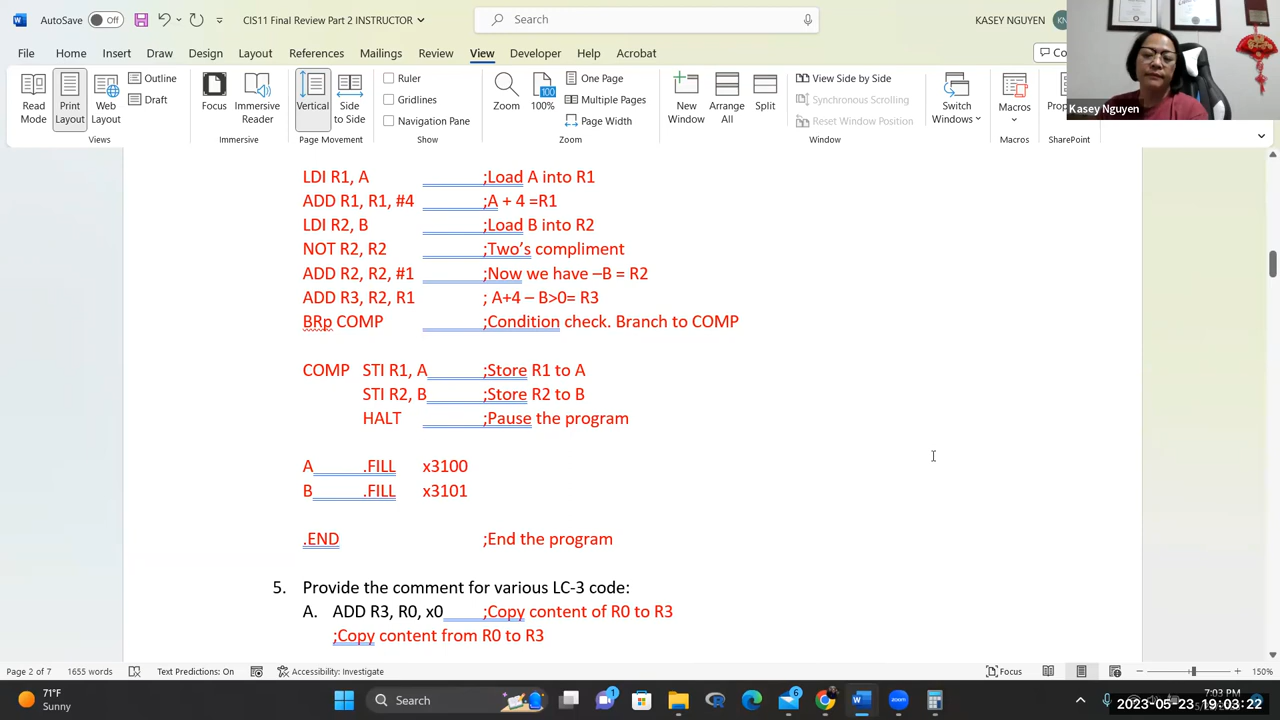 AutoSave Off CIS11 Final Review Part 2 INSTRUCTOR Search KASEY NGUYEN KN
File Home Insert Draw Design Layout References Mailings Review View Developer Help Acrobat
Read Mode
Print Layout
Web Layout
Outline
Draft
Views
Focus
Immersive Reader
Immersive
Vertical
Side to Side
Page Movement
Ruler
Gridlines
Navigation Pane
Show
Zoom
100
100%
One Page
Multiple Pages
Page Width
Zoom
New Window
Arrange All
Split
View Side by Side
Synchronous Scrolling
Reset Window Position
Window
Switch Windows
Macros
Macros
SharePoint
Kasey Nguyen
LDI R1, A ;Load A into R1
ADD R1, R1, #4 ;A + 4 =R1
LDI R2, B ;Load B into R2
NOT R2, R2 ;Two's compliment
ADD R2, R2, #1 ;Now we have –B = R2
ADD R3, R2, R1 ; A+4 – B>0= R3
BRp COMP ;Condition check. Branch to COMP
COMP STI R1, A ;Store R1 to A
STI R2, B ;Store R2 to B
HALT ;Pause the program
A .FILL x3100
B .FILL x3101
.END ;End the program
5. Provide the comment for various LC-3 code:
A. ADD R3, R0, x0 ;Copy content of R0 to R3
;Copy content from R0 to R3
Page 2 of 7 1655 words Text Predictions: On Accessibility: Investigate Focus 150%
71°F
Sunny
Search
1
6
7:03 PM
2023-05-23 19:03:22